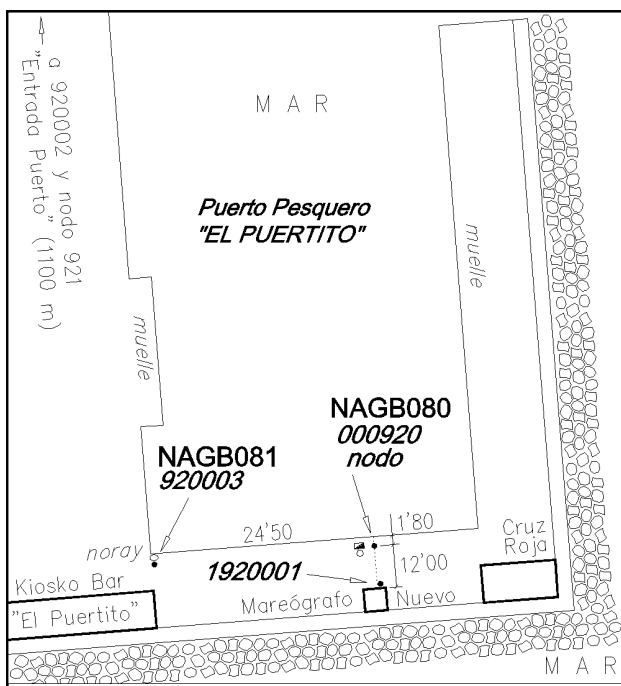 a 920002 y nodo 921
"Entrada Puerto" (1100 m)
M A R
Puerto Pesquero
"EL PUERTITO"
muelle
muelle
NAGB080
000920
nodo
NAGB081
920003
24'50
1'80
Cruz
Roja
noray
12'00
1920001
Kiosko Bar
"El Puertito"
Mareógrafo
Nuevo
M A R